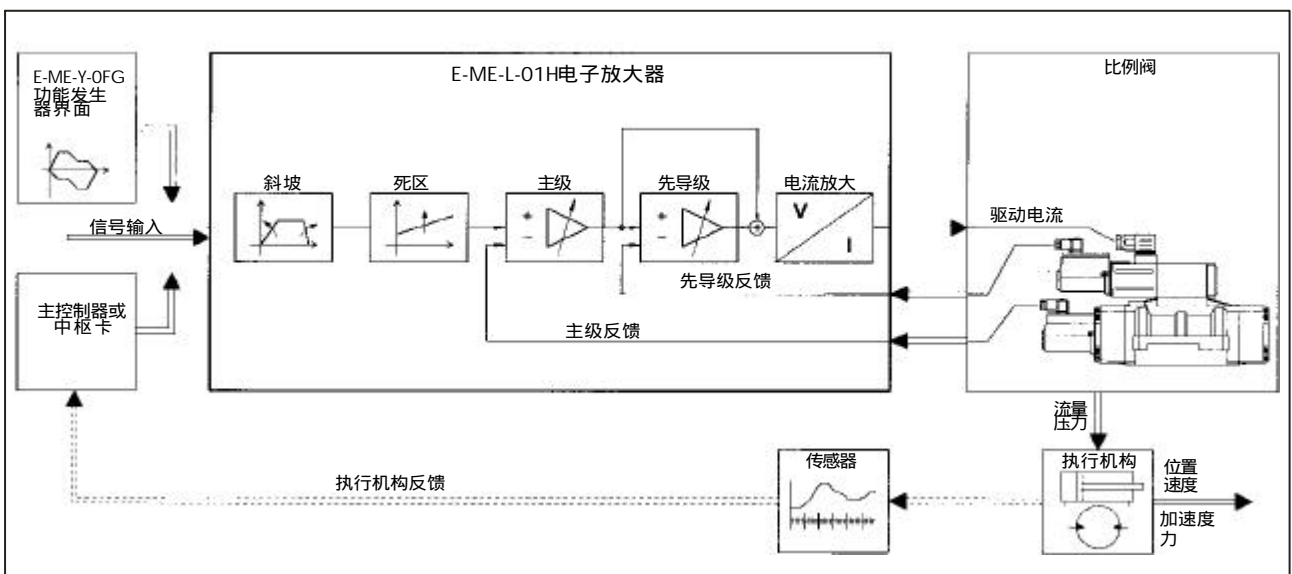 E-ME-Y-0FG
功能发生
器界面
E-ME-L-01H电子放大器
比例阀
斜坡
死区
主级
先导级
电流放大
V
I
+
−
+
−
+
信号输入
驱动电流
先导级反馈
主控制器或
中枢卡
主级反馈
流量
压力
传感器
执行机构
位置
速度
执行机构反馈
加速度
力